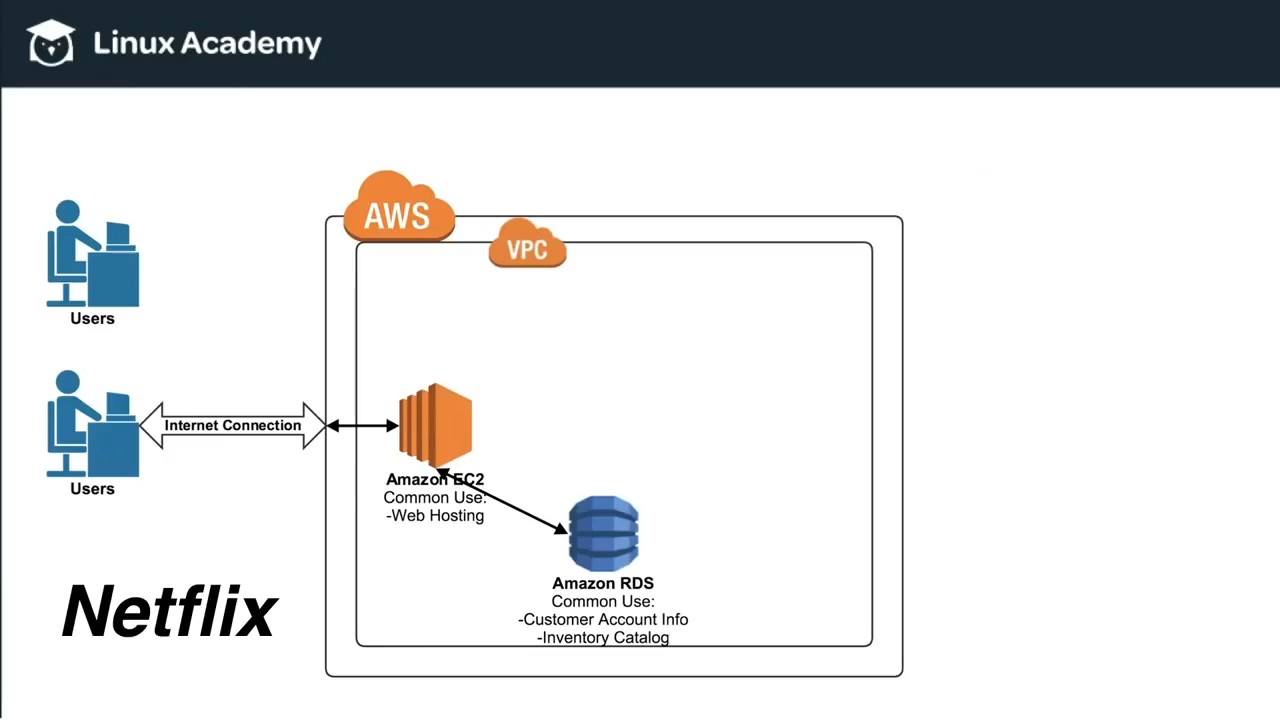 Linux Academy
AWS
VPC
Users
Internet Connection
Users
Amazon EC2
Common Use:
-Web Hosting
Amazon RDS
Common Use:
-Customer Account Info
-Inventory Catalog
Netflix